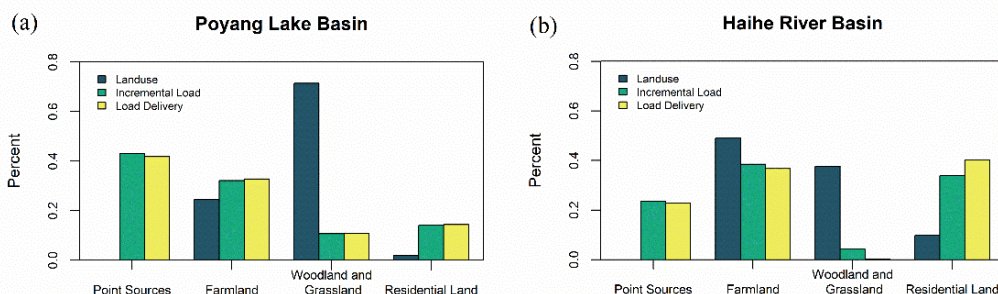 (a)
Poyang Lake Basin
Percent
0.8
0.6
0.4
0.2
0.0
Landuse
Incremental Load
Load Delivery
Point Sources
Farmland
Woodland and
Grassland
Residential Land
(b)
Haihe River Basin
Percent
0.8
0.6
0.4
0.2
0.0
Landuse
Incremental Load
Load Delivery
Point Sources
Farmland
Woodland and
Grassland
Residential Land